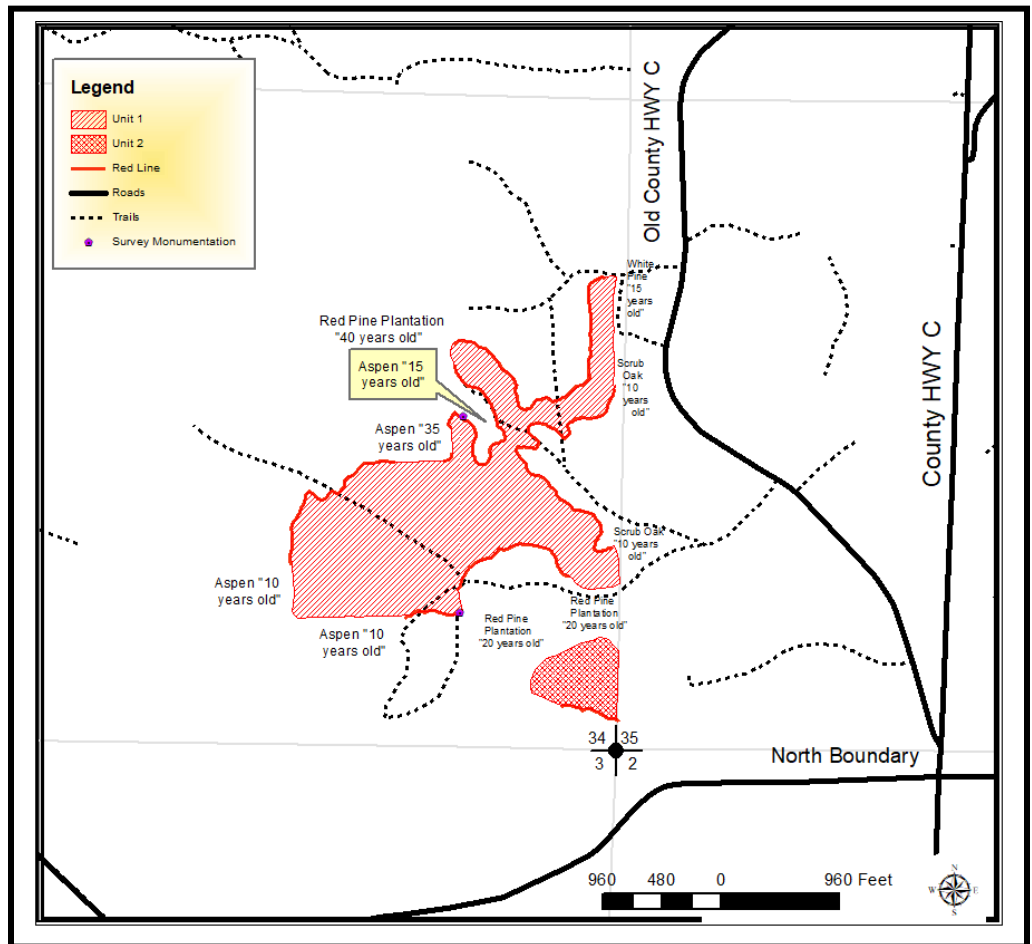 Legend
Unit 1
Unit 2
Red Line
Roads
Trails
Survey Monumentation
Old County HWY C
County HWY C
White
Pine
"15
years
old"
Red Pine Plantation
"40 years old"
Aspen "15
years old"
Scrub
Oak
"10
years
old"
Aspen "35
years old"
Scrub Oak
"10 years
old"
Aspen "10
years old"
Red Pine
Plantation
"20 years old"
Red Pine
Plantation
"20 years old"
Aspen "10
years old"
34 35
3 2
North Boundary
960 480 0 960 Feet
N
W E
S